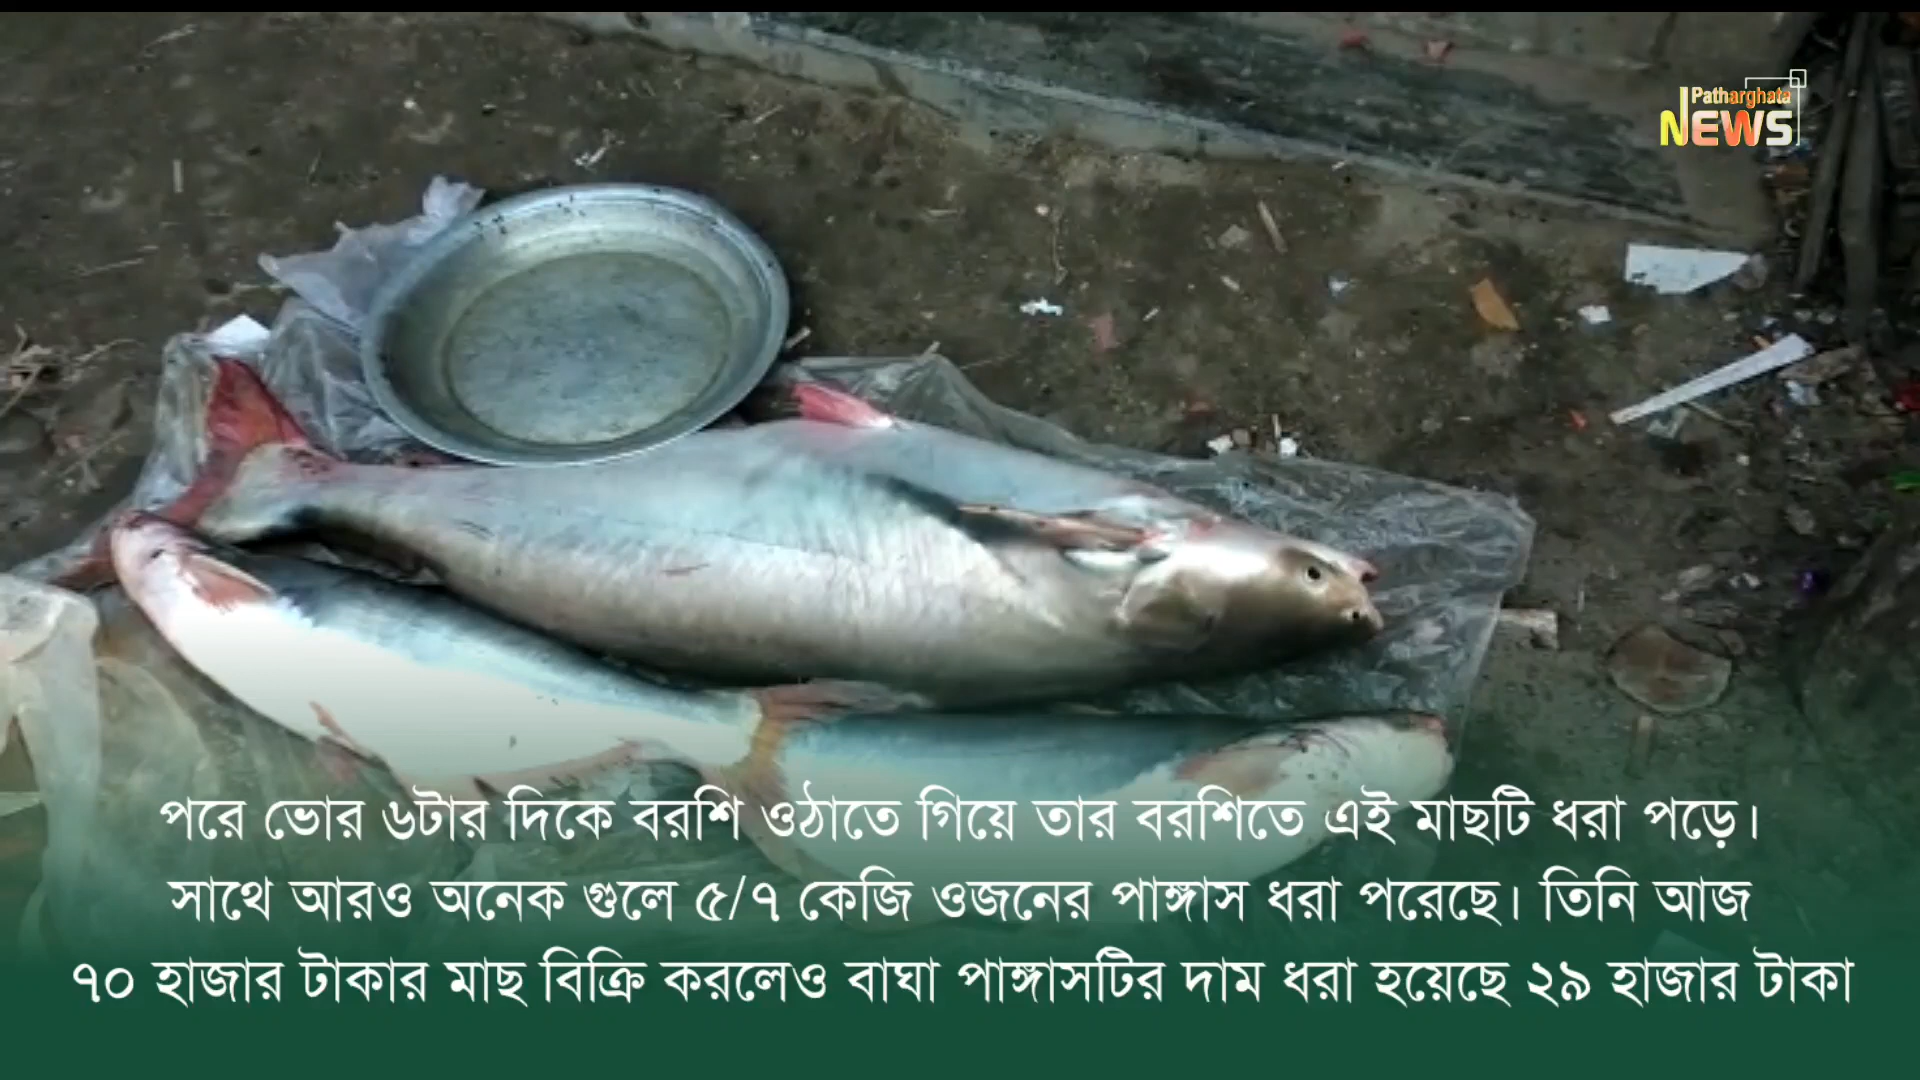 Patharghata
NEWS
পরে ভোর ৬টার দিকে বরশি ওঠাতে গিয়ে তার বরশিতে এই মাছটি ধরা পড়ে।
সাথে আরও অনেক গুলে ৫/৭ কেজি ওজনের পাঙ্গাস ধরা পরেছে। তিনি আজ
৭০ হাজার টাকার মাছ বিক্রি করলেও বাঘা পাঙ্গাসটির দাম ধরা হয়েছে ২৯ হাজার টাকা